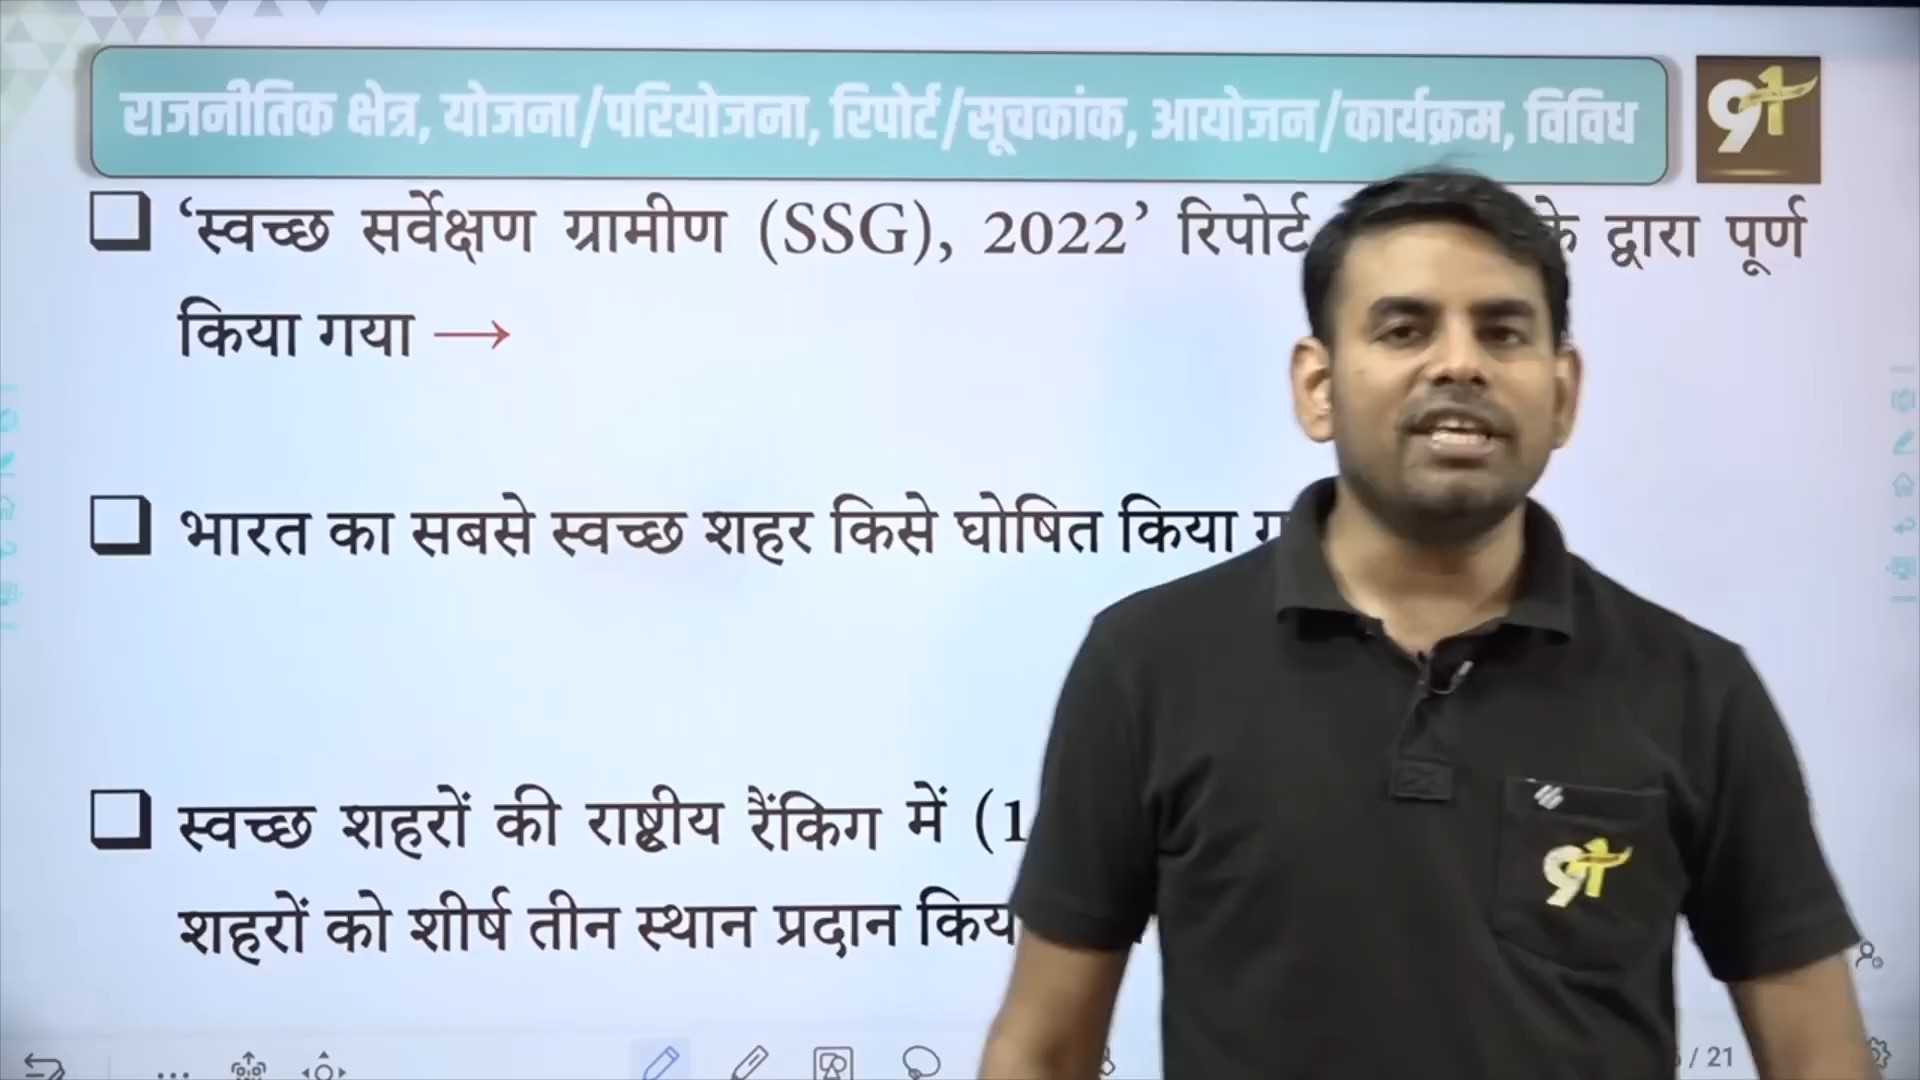 राजनीतिक क्षेत्र, योजना/परियोजना, रिपोर्ट/सूचकांक, आयोजन/कार्यक्रम, विविध
‘स्वच्छ सर्वेक्षण ग्रामीण (SSG), 2022’ रिपोर्ट के द्वारा पूर्ण
किया गया →
भारत का सबसे स्वच्छ शहर किसे घोषित किया
स्वच्छ शहरों की राष्ट्रीय रैंकिग में (1
शहरों को शीर्ष तीन स्थान प्रदान
/ 21